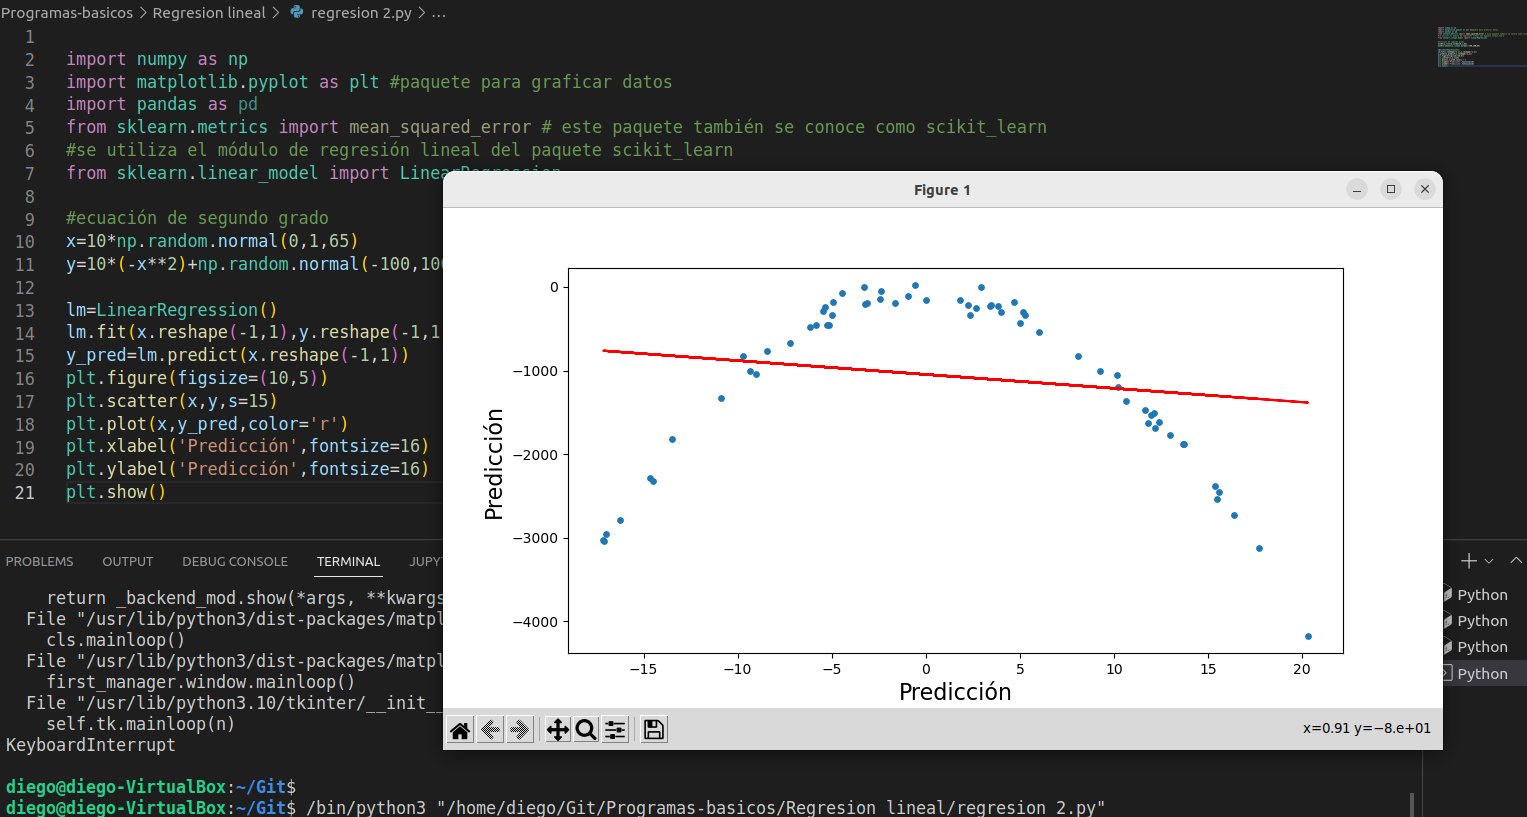 Programas-basicos > Regresion lineal > regresion 2.py > ...
1
2 import numpy as np
3 import matplotlib.pyplot as plt #paquete para graficar datos
4 import pandas as pd
5 from sklearn.metrics import mean_squared_error # este paquete también se conoce como scikit_learn
6 #se utiliza el módulo de regresión lineal del paquete scikit_learn
7 from sklearn.linear_model import LinearRegression
8
9 #ecuación de segundo grado
10 x=10*np.random.normal(0,1,65)
11 y=10*(-x**2)+np.random.normal(-100,100
12
13 lm=LinearRegression()
14 lm.fit(x.reshape(-1,1),y.reshape(-1,1
15 y_pred=lm.predict(x.reshape(-1,1))
16 plt.figure(figsize=(10,5))
17 plt.scatter(x,y,s=15)
18 plt.plot(x,y_pred,color='r')
19 plt.xlabel('Predicción',fontsize=16)
20 plt.ylabel('Predicción',fontsize=16)
21 plt.show()
Figure 1
0
−1000
−2000
−3000
−4000
Predicción
−15 −10 −5 0 5 10 15 20
Predicción
x=0.91 y=−8.e+01
PROBLEMS OUTPUT DEBUG CONSOLE TERMINAL JUPY
return _backend_mod.show(*args, **kwargs
File "/usr/lib/python3/dist-packages/matpl
cls.mainloop()
File "/usr/lib/python3/dist-packages/matpl
first_manager.window.mainloop()
File "/usr/lib/python3.10/tkinter/__init__
self.tk.mainloop(n)
KeyboardInterrupt
diego@diego-VirtualBox:~/Git$
diego@diego-VirtualBox:~/Git$ /bin/python3 "/home/diego/Git/Programas-basicos/Regresion lineal/regresion 2.py"
Python
Python
Python
Python